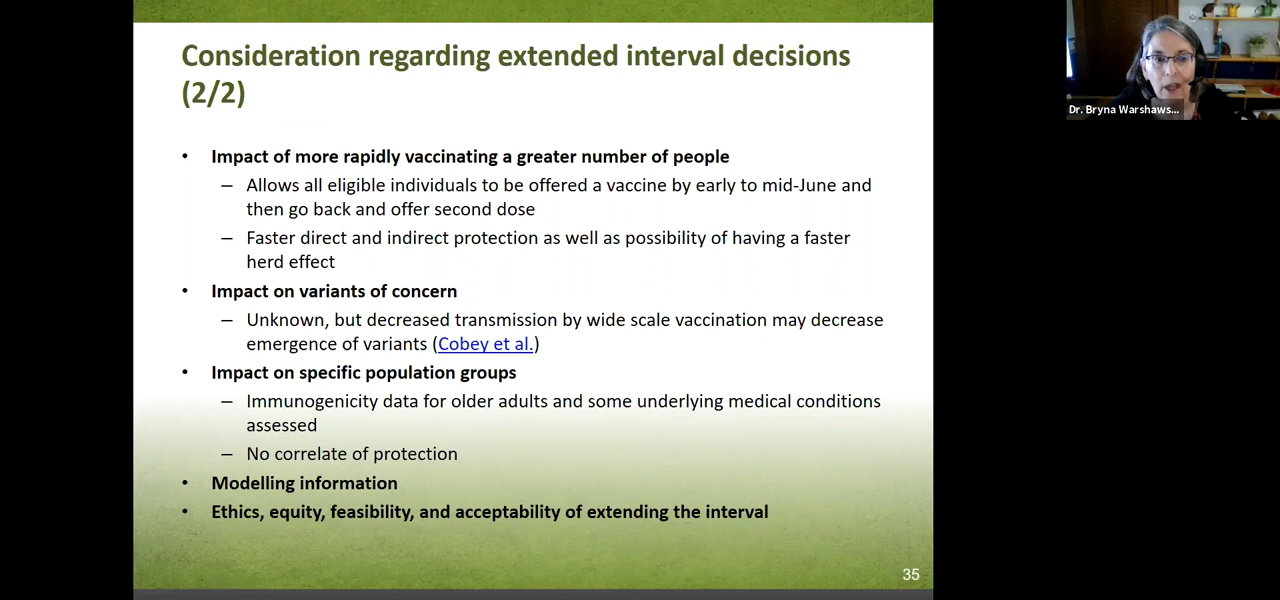 Consideration regarding extended interval decisions
(2/2)
• Impact of more rapidly vaccinating a greater number of people
– Allows all eligible individuals to be offered a vaccine by early to mid-June and
then go back and offer second dose
– Faster direct and indirect protection as well as possibility of having a faster
herd effect
• Impact on variants of concern
– Unknown, but decreased transmission by wide scale vaccination may decrease
emergence of variants (Cobey et al.)
• Impact on specific population groups
– Immunogenicity data for older adults and some underlying medical conditions
assessed
– No correlate of protection
• Modelling information
• Ethics, equity, feasibility, and acceptability of extending the interval
35
Dr. Bryna Warshaws...